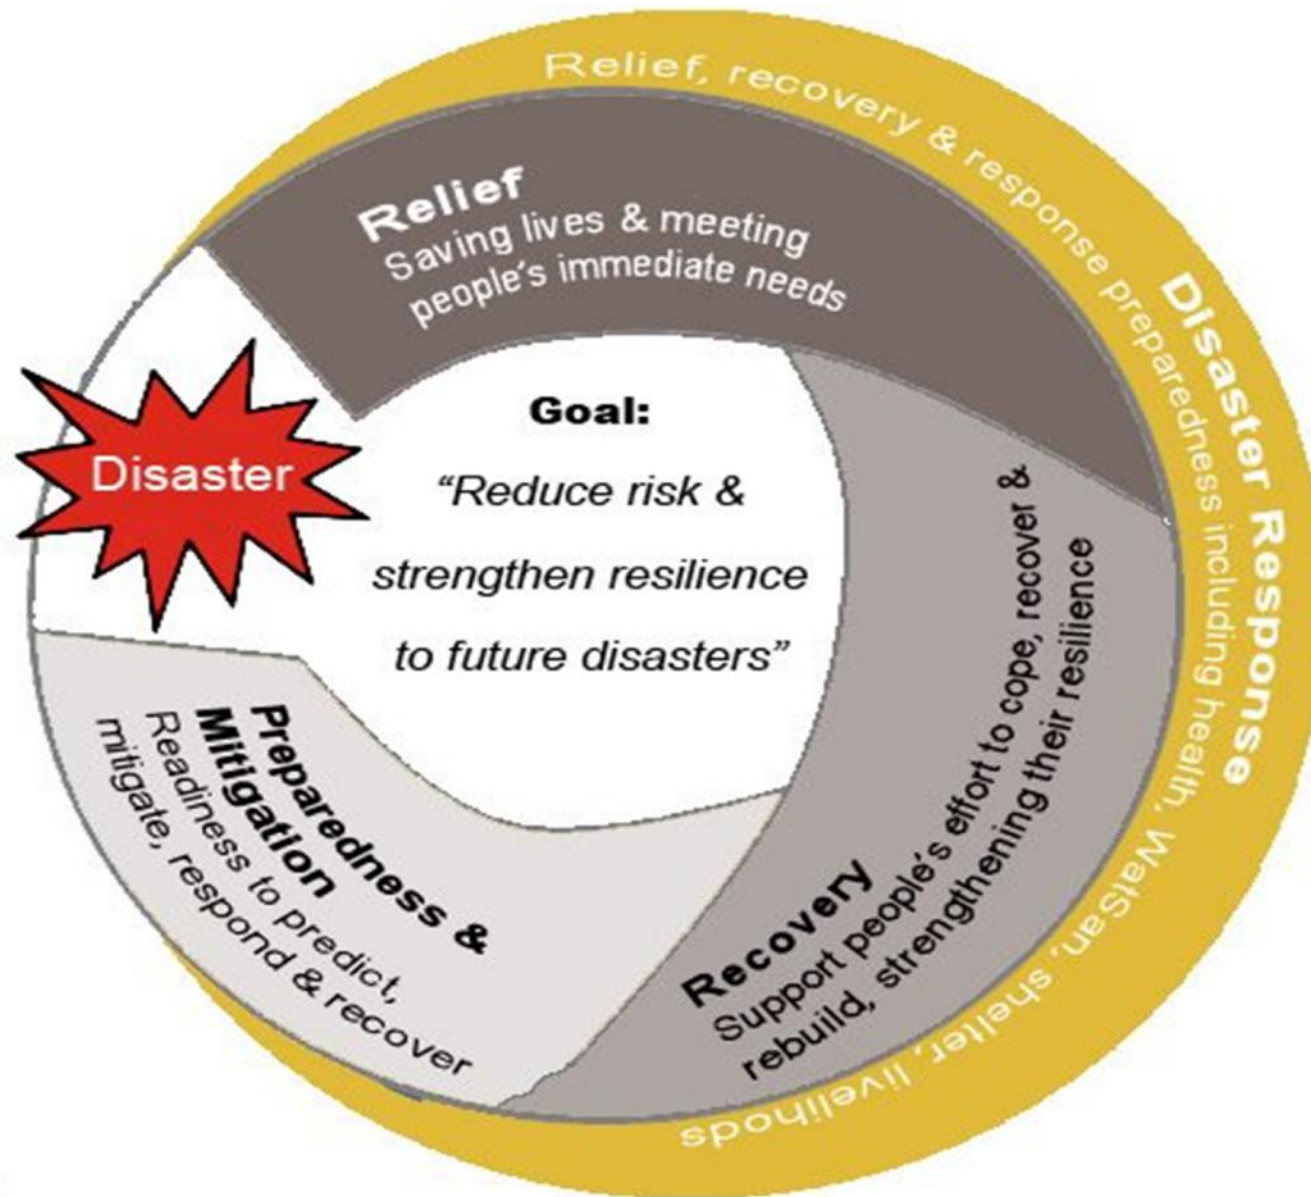 Relief, recovery & response preparedness including health, WatSan, shelter, livelihods
Disaster Response
Relief
Saving lives & meeting
people's immediate needs
Disaster
Goal:
“Reduce risk &
strengthen resilience
to future disasters”
Recovery
Support people's effort to cope, recover &
rebuild, strengthening their resilience
Preparedness &
Mitigation
Readiness to predict,
mitigate, respond & recover